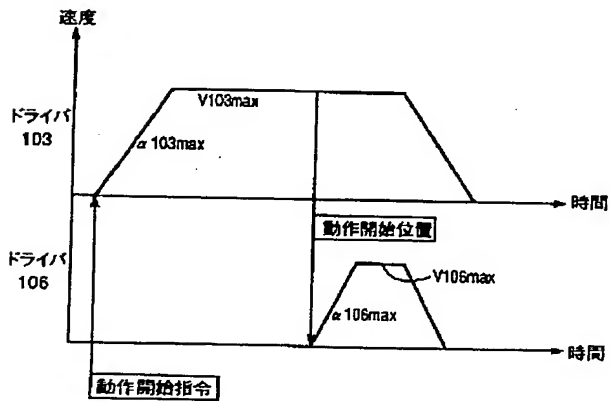 速度
ドライバ
103
V103max
α103max
時間
動作開始位置
ドライバ
106
V106max
α106max
時間
動作開始指令